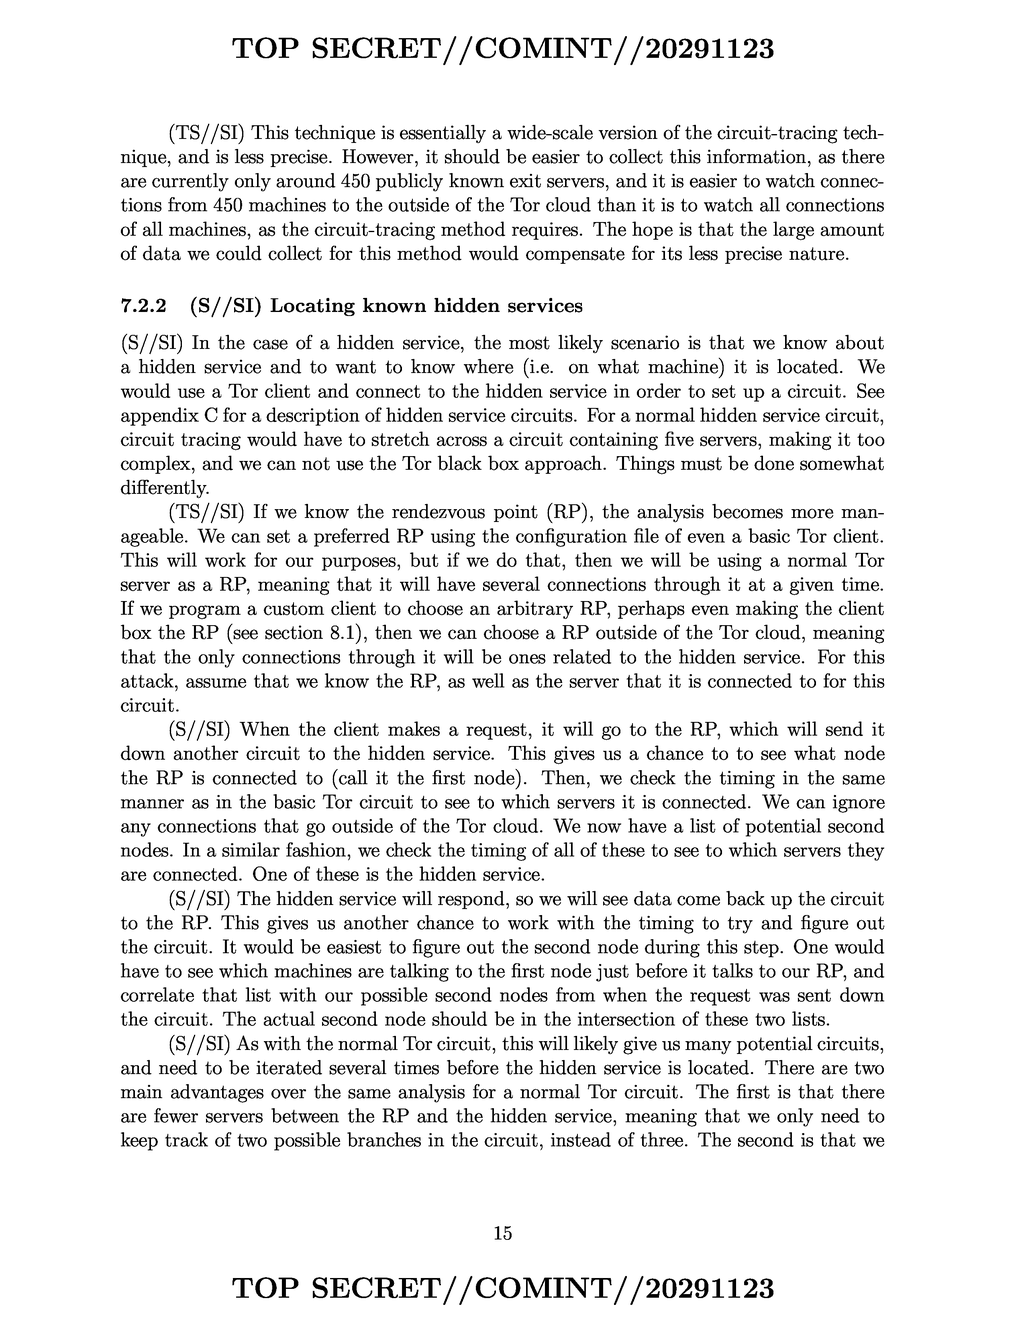 TOP SECRET//COMINT//20291123
(TS//SI) This technique is essentially a wide-scale version of the circuit-tracing tech-
nique, and is less precise. However, it should be easier to collect this information, as there
are currently only around 450 publicly known exit servers, and it is easier to watch connec-
tions from 450 machines to the outside of the Tor cloud than it is to watch all connections
of all machines, as the circuit-tracing method requires. The hope is that the large amount
of data we could collect for this method would compensate for its less precise nature.
7.2.2 (S//SI) Locating known hidden services
(S//SI) In the case of a hidden service, the most likely scenario is that we know about
a hidden service and to want to know where (i.e. on what machine) it is located. We
would use a Tor client and connect to the hidden service in order to set up a circuit. See
appendix C for a description of hidden service circuits. For a normal hidden service circuit,
circuit tracing would have to stretch across a circuit containing five servers, making it too
complex, and we can not use the Tor black box approach. Things must be done somewhat
differently.
(TS//SI) If we know the rendezvous point (RP), the analysis becomes more man-
ageable. We can set a preferred RP using the configuration file of even a basic Tor client.
This will work for our purposes, but if we do that, then we will be using a normal Tor
server as a RP, meaning that it will have several connections through it at a given time.
If we program a custom client to choose an arbitrary RP, perhaps even making the client
box the RP (see section 8.1), then we can choose a RP outside of the Tor cloud, meaning
that the only connections through it will be ones related to the hidden service. For this
attack, assume that we know the RP, as well as the server that it is connected to for this
circuit.
(S//SI) When the client makes a request, it will go to the RP, which will send it
down another circuit to the hidden service. This gives us a chance to to see what node
the RP is connected to (call it the first node). Then, we check the timing in the same
manner as in the basic Tor circuit to see to which servers it is connected. We can ignore
any connections that go outside of the Tor cloud. We now have a list of potential second
nodes. In a similar fashion, we check the timing of all of these to see to which servers they
are connected. One of these is the hidden service.
(S//SI) The hidden service will respond, so we will see data come back up the circuit
to the RP. This gives us another chance to work with the timing to try and figure out
the circuit. It would be easiest to figure out the second node during this step. One would
have to see which machines are talking to the first node just before it talks to our RP, and
correlate that list with our possible second nodes from when the request was sent down
the circuit. The actual second node should be in the intersection of these two lists.
(S//SI) As with the normal Tor circuit, this will likely give us many potential circuits,
and need to be iterated several times before the hidden service is located. There are two
main advantages over the same analysis for a normal Tor circuit. The first is that there
are fewer servers between the RP and the hidden service, meaning that we only need to
keep track of two possible branches in the circuit, instead of three. The second is that we
15
TOP SECRET//COMINT//20291123